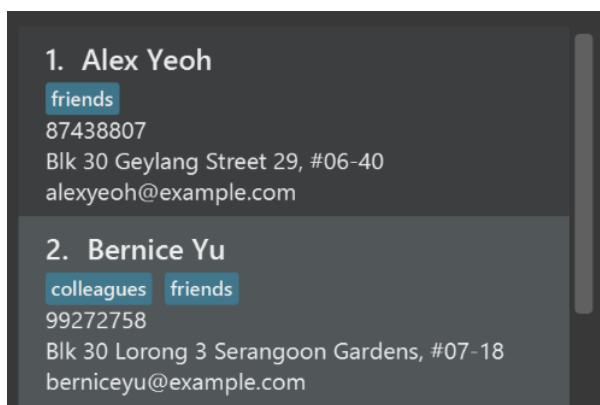 1. Alex Yeoh
friends
87438807
Blk 30 Geylang Street 29, #06-40
alexyeoh@example.com
2. Bernice Yu
colleagues friends
99272758
Blk 30 Lorong 3 Serangoon Gardens, #07-18
berniceyu@example.com